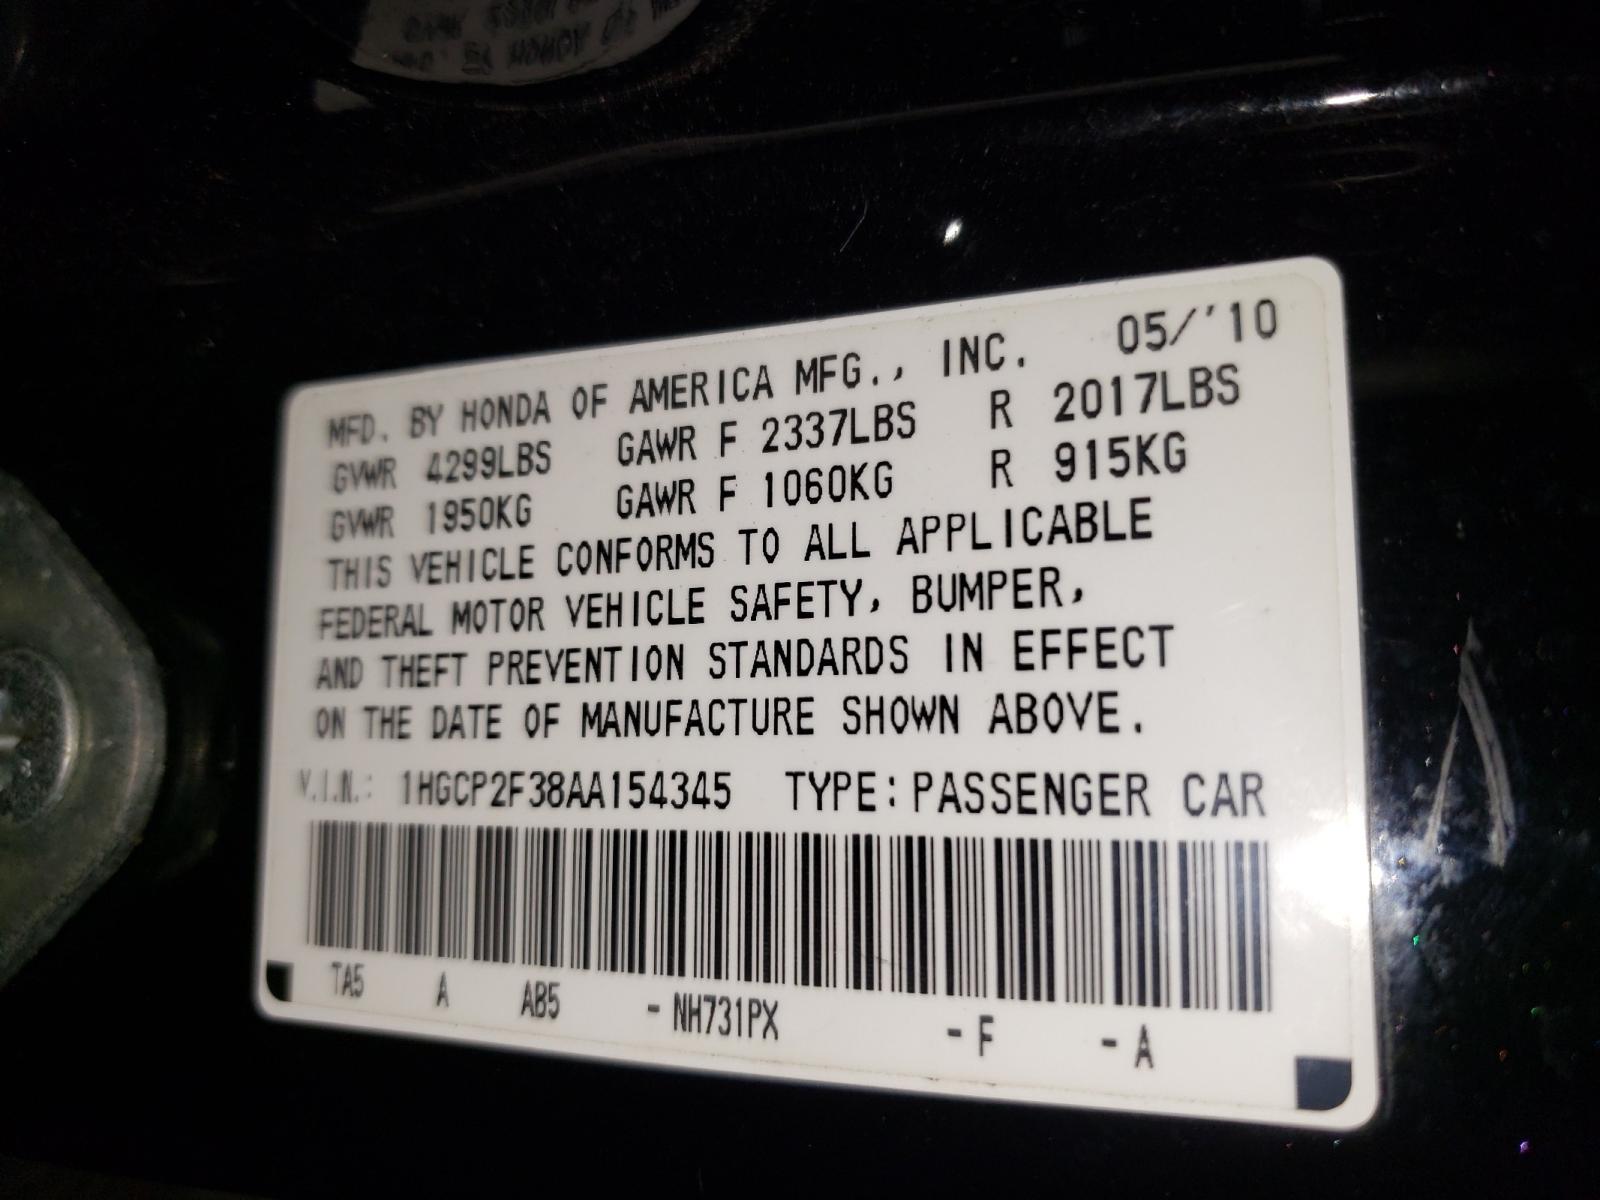 MFD. BY HONDA OF AMERICA MFG., INC. 05/'10
GVWR 4299LBS GAWR F 2337LBS R 2017LBS
GVWR 1950KG GAWR F 1060KG R 915KG
THIS VEHICLE CONFORMS TO ALL APPLICABLE
FEDERAL MOTOR VEHICLE SAFETY, BUMPER,
AND THEFT PREVENTION STANDARDS IN EFFECT
ON THE DATE OF MANUFACTURE SHOWN ABOVE.
V.I.N.: 1HGCP2F38AA154345 TYPE: PASSENGER CAR
TA5 A AB5 - NH731PX - F - A